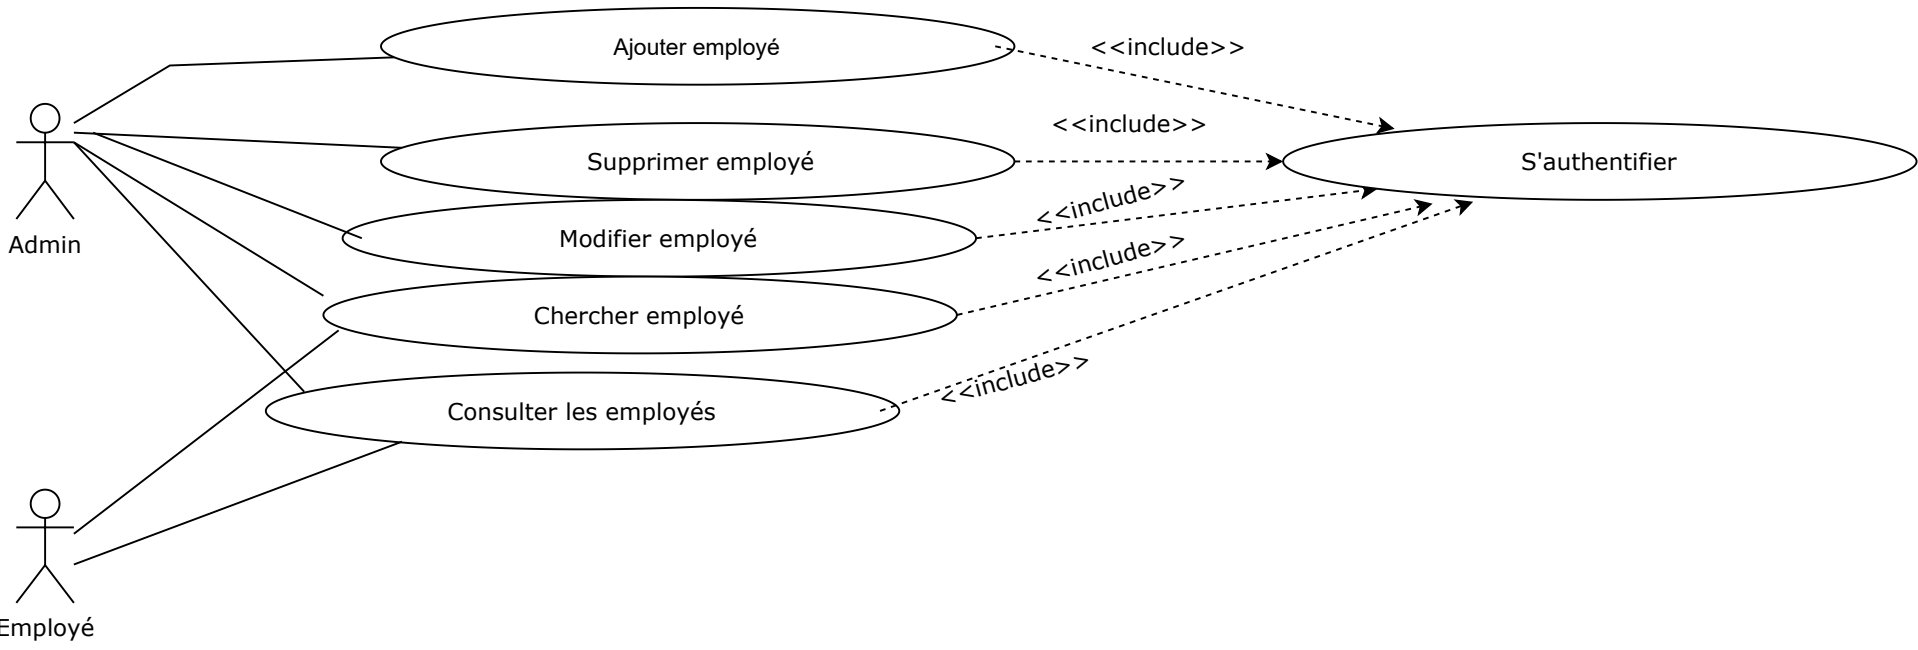 Ajouter employé
<<include>>
<<include>>
Supprimer employé
S'authentifier
<<include>>
Admin
Modifier employé
<<include>>
Chercher employé
<<include>>
Consulter les employés
Employé